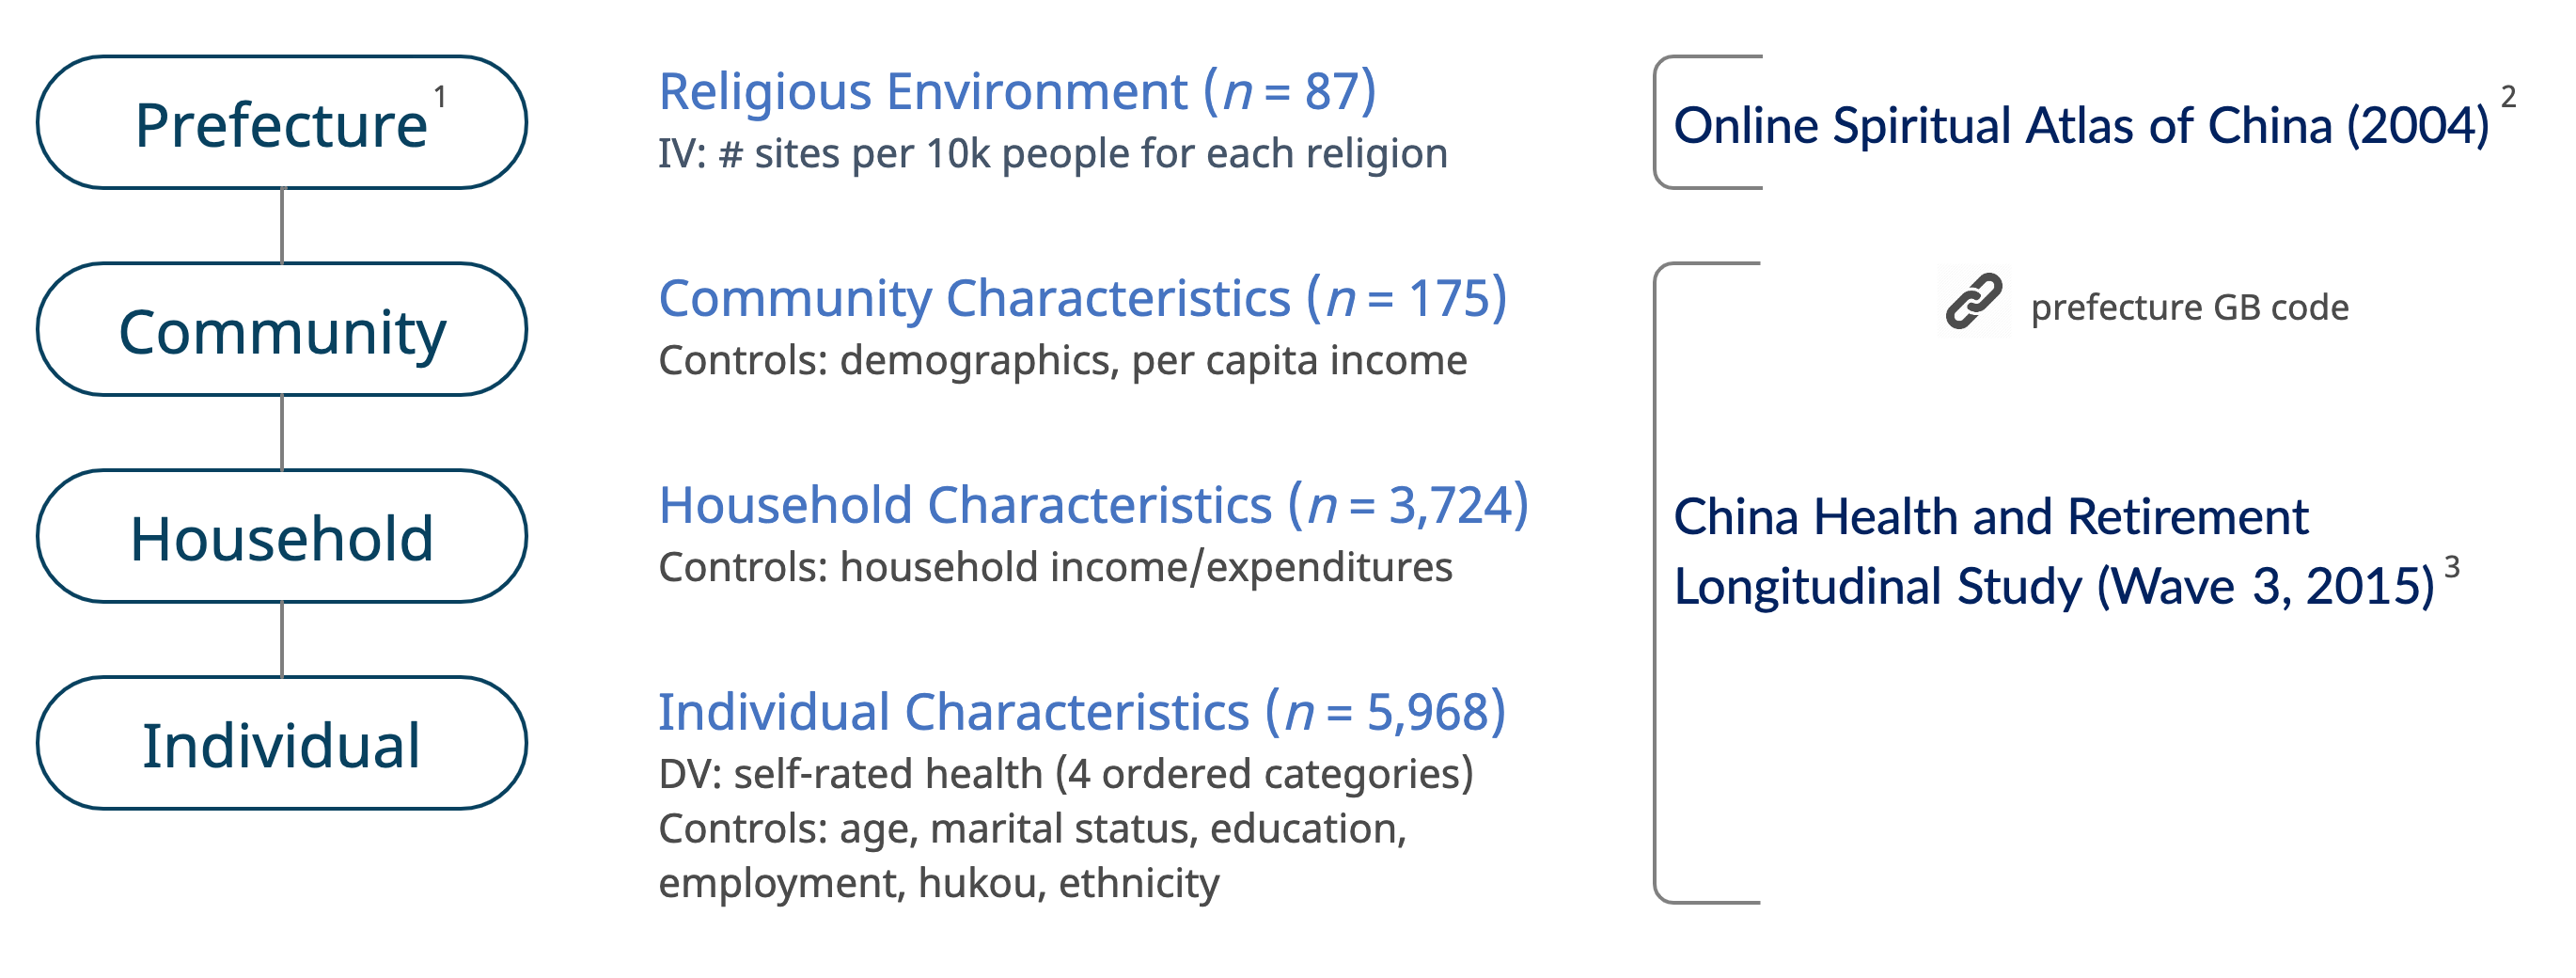 Prefecture 1
Religious Environment (n = 87)
IV: # sites per 10k people for each religion
Online Spiritual Atlas of China (2004) 2
Community
Community Characteristics (n = 175)
Controls: demographics, per capita income
prefecture GB code
Household
Household Characteristics (n = 3,724)
Controls: household income/expenditures
China Health and Retirement
Longitudinal Study (Wave 3, 2015) 3
Individual
Individual Characteristics (n = 5,968)
DV: self-rated health (4 ordered categories)
Controls: age, marital status, education,
employment, hukou, ethnicity